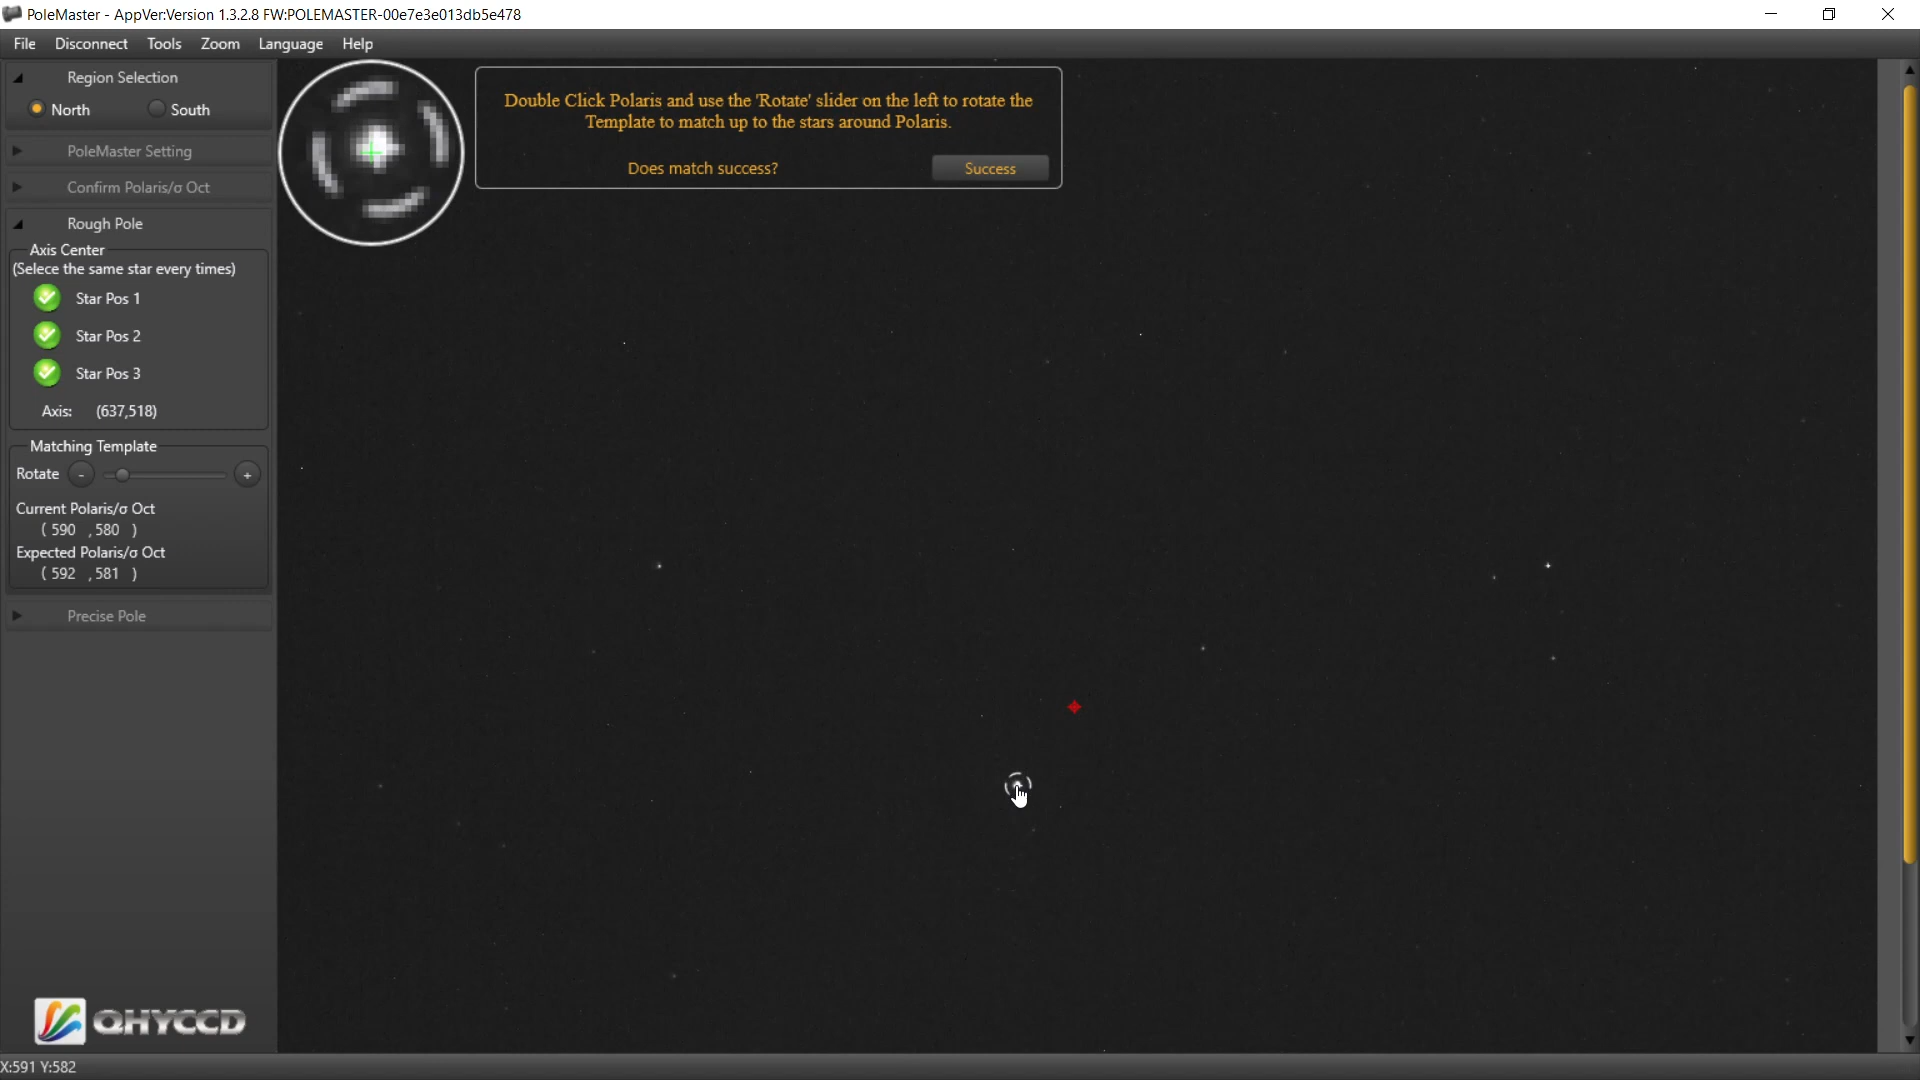 PoleMaster - AppVer:Version 1.3.2.8 FW:POLEMASTER-00e7e3e013db5e478
File Disconnect Tools Zoom Language Help
Region Selection
North South
PoleMaster Setting
Confirm Polaris/σ Oct
Rough Pole
Axis Center
(Selece the same star every times)
Star Pos 1
Star Pos 2
Star Pos 3
Axis: (637,518)
Matching Template
Rotate - +
Current Polaris/σ Oct
( 590 ,580 )
Expected Polaris/σ Oct
( 592 ,581 )
Precise Pole
Double Click Polaris and use the 'Rotate' slider on the left to rotate the
Template to match up to the stars around Polaris.
Does match success? Success
QHYCCD
X:591 Y:582